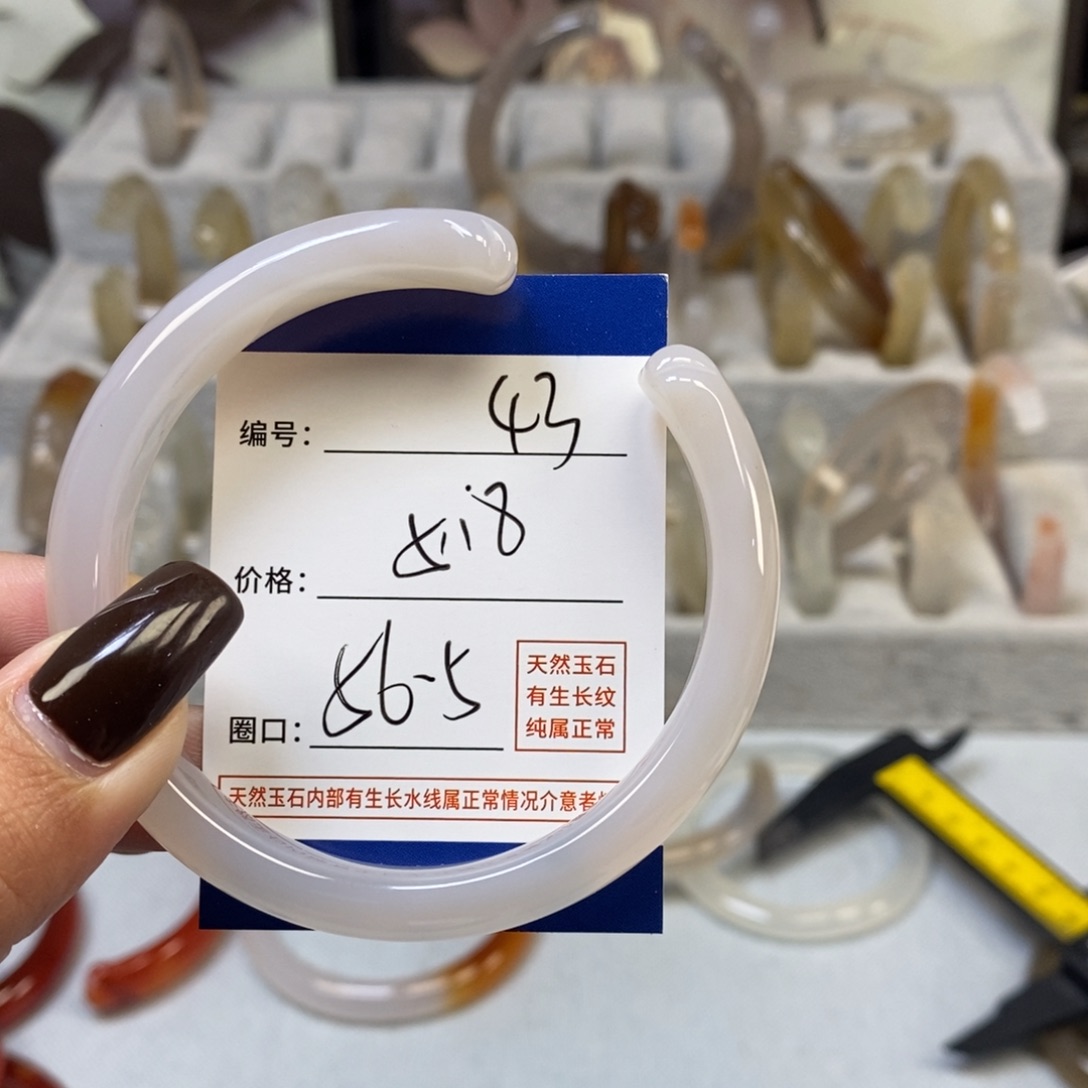 编号： 43
价格：
圈口： 56-5
天然玉石
有生长纹
纯属正常
天然玉石内部有生长水线属正常情况介意者